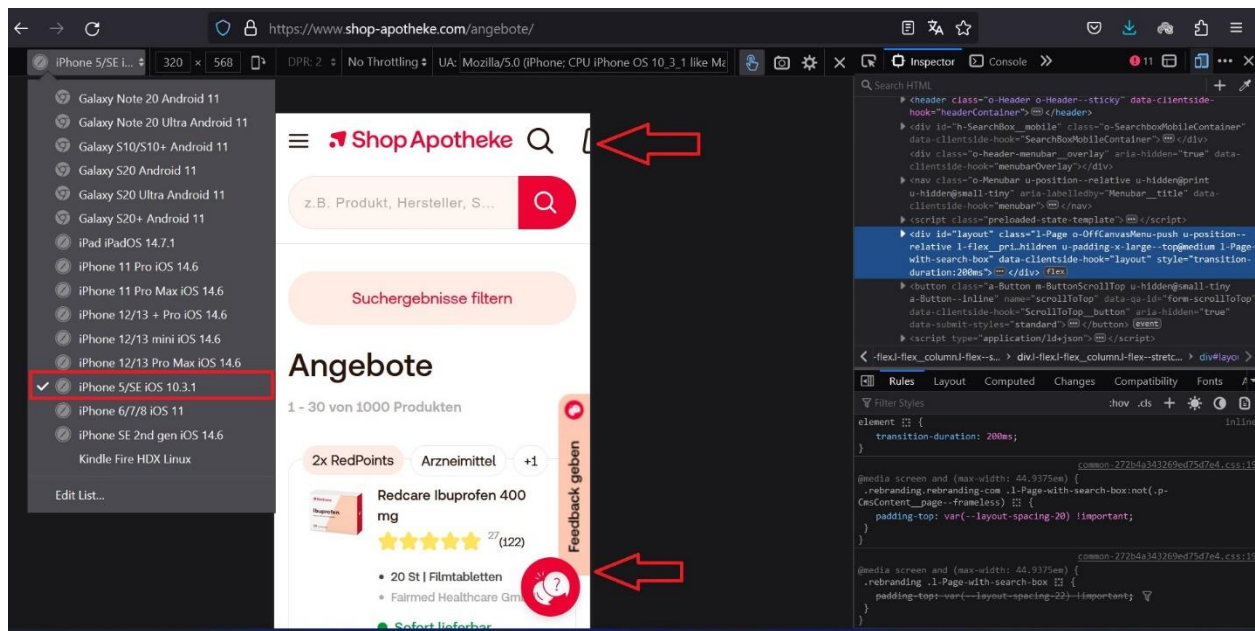 https://www.shop-apotheke.com/angebote/
iPhone 5/SE i...
320 × 568
DPR: 2
No Throttling
UA: Mozilla/5.0 (iPhone; CPU iPhone OS 10_3_1 like Ma
Inspector
Console
11
Galaxy Note 20 Android 11
Galaxy Note 20 Ultra Android 11
Galaxy S10/S10+ Android 11
Galaxy S20 Android 11
Galaxy S20 Ultra Android 11
Galaxy S20+ Android 11
iPad iPadOS 14.7.1
iPhone 11 Pro iOS 14.6
iPhone 11 Pro Max iOS 14.6
iPhone 12/13 + Pro iOS 14.6
iPhone 12/13 mini iOS 14.6
iPhone 12/13 Pro Max iOS 14.6
iPhone 5/SE iOS 10.3.1
iPhone 6/7/8 iOS 11
iPhone SE 2nd gen iOS 14.6
Kindle Fire HDX Linux
Edit List...
Shop Apotheke
z.B. Produkt, Hersteller, S...
Suchergebnisse filtern
Angebote
1 - 30 von 1000 Produkten
2x RedPoints
Arzneimittel
+1
Redcare Ibuprofen 400
mg
27
(122)
• 20 St | Filmtabletten
• Fairmed Healthcare Gm
Sofort lieferbar
Feedback geben
?
Search HTML
<header class="o-Header o-Header--sticky" data-clientside-
hook="headerContainer"> </header>
<div id="h-SearchBox__mobile" class="o-SearchboxMobileContainer"
data-clientside-hook="SearchBoxMobileContainer"> </div>
<div class="o-header-menubar__overlay" aria-hidden="true" data-
clientside-hook="menubarOverlay"></div>
<nav class="o-Menubar u-position--relative u-hidden@print
u-hidden@small-tiny" aria-labelledby="Menubar__title" data-
clientside-hook="menubar"> </nav>
<script class="preloaded-state-template"> </script>
<div id="layout" class="l-Page o-OffCanvasMenu-push u-position--
relative l-flex__pri…hildren u-padding-x-large--top@medium l-Page-
with-search-box" data-clientside-hook="layout" style="transition-
duration:200ms"> </div> flex
<button class="a-Button m-ButtonScrollTop u-hidden@small-tiny
a-Button--inline" name="scrollToTop" data-qa-id="form-scrollToTop"
data-clientside-hook="ScrollToTop__button" aria-hidden="true"
data-submit-styles="standard"> </button> event
<script type="application/ld+json"> </script>
-flex.l-flex_column.l-flex--s...
div.l-flex.l-flex_column.l-flex--stretc...
div#layou
Rules
Layout
Computed
Changes
Compatibility
Fonts
Filter Styles
:hov
.cls
element {
inline
transition-duration: 200ms;
}
common-272b4a343269ed75d7e4.css:19
@media screen and (max-width: 44.9375em) {
.rebranding.rebranding-com .l-Page-with-search-box:not(.p-
CmsContent__page--frameless) {
padding-top: var(--layout-spacing-20) !important;
}
}
common-272b4a343269ed75d7e4.css:19
@media screen and (max-width: 44.9375em) {
.rebranding .l-Page-with-search-box {
padding-top: var(--layout-spacing-22) !important;
}
}